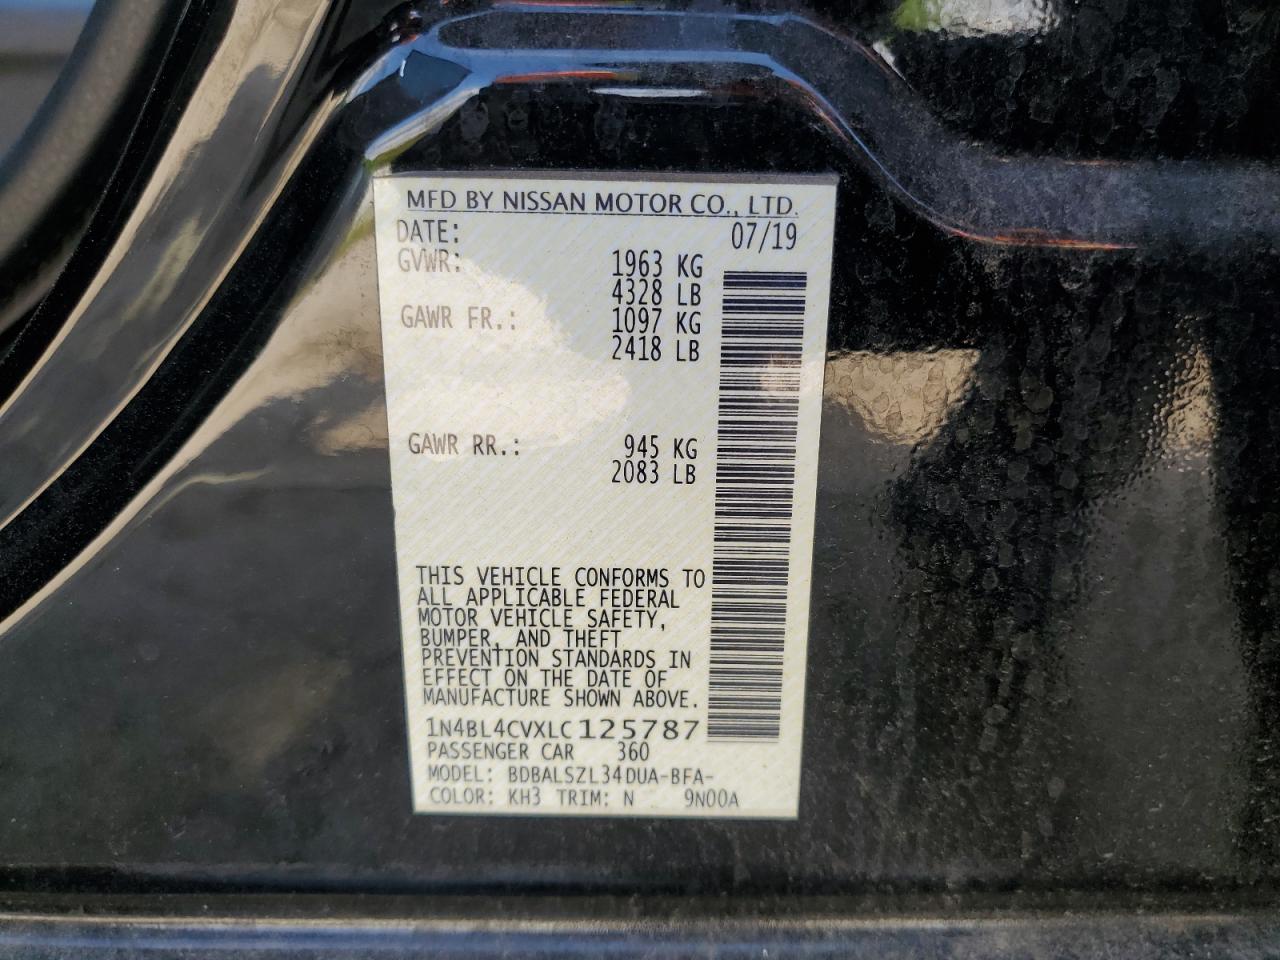 MFD BY NISSAN MOTOR CO., LTD.
DATE: 07/19
GVWR: 1963 KG
4328 LB
GAWR FR.: 1097 KG
2418 LB
GAWR RR.: 945 KG
2083 LB
THIS VEHICLE CONFORMS TO
ALL APPLICABLE FEDERAL
MOTOR VEHICLE SAFETY,
BUMPER, AND THEFT
PREVENTION STANDARDS IN
EFFECT ON THE DATE OF
MANUFACTURE SHOWN ABOVE.
1N4BL4CVXLC125787
PASSENGER CAR 360
MODEL: BDBALSZL34DUA-BFA-
COLOR: KH3 TRIM: N 9N00A